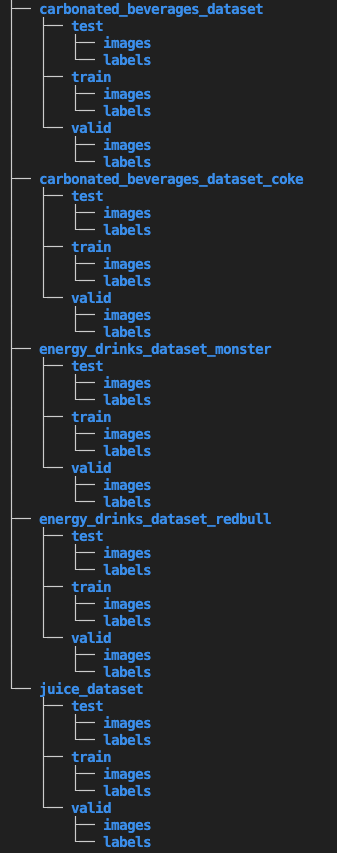 carbonated_beverages_dataset
test
images
labels
train
images
labels
valid
images
labels
carbonated_beverages_dataset_coke
test
images
labels
train
images
labels
valid
images
labels
energy_drinks_dataset_monster
test
images
labels
train
images
labels
valid
images
labels
energy_drinks_dataset_redbull
test
images
labels
train
images
labels
valid
images
labels
juice_dataset
test
images
labels
train
images
labels
valid
images
labels